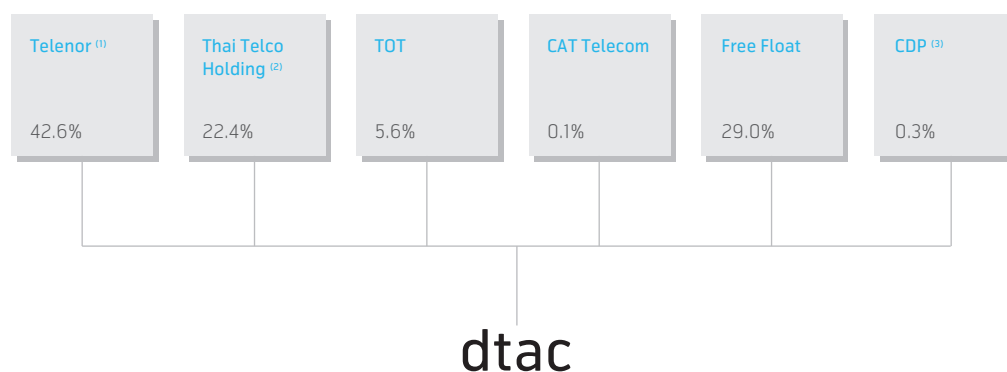 Telenor (1)
42.6%
Thai Telco
Holding (2)
22.4%
TOT
5.6%
CAT Telecom
0.1%
Free Float
29.0%
CDP (3)
0.3%
dtac